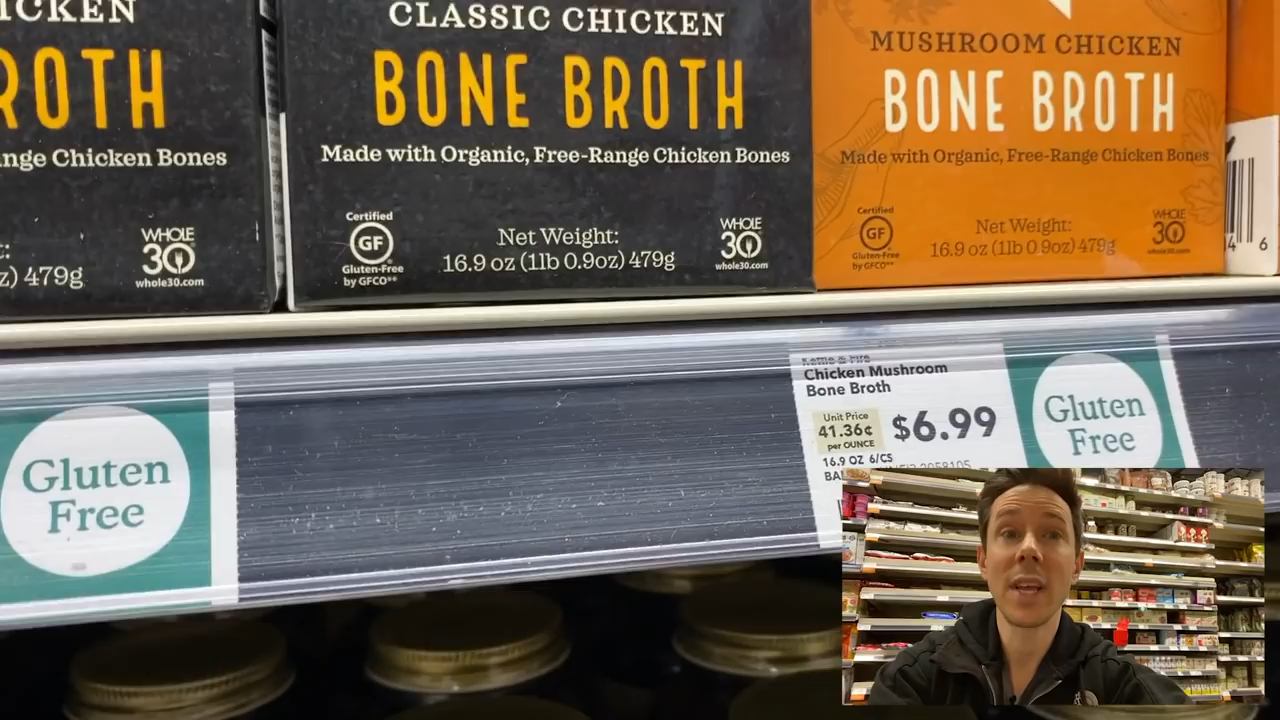 CKEN
ROTH
nge Chicken Bones
z) 479g
WHOLE
30
whole30.com
CLASSIC CHICKEN
BONE BROTH
Made with Organic, Free-Range Chicken Bones
Certified
GF
Gluten-Free
by GFCO
Net Weight:
16.9 oz (1lb 0.9oz) 479g
WHOLE
30
whole30.com
MUSHROOM CHICKEN
BONE BROTH
Made with Organic, Free-Range Chicken Bones
Certified
GF
Gluten-Free
by GFCO
Net Weight:
16.9 oz (1lb 0.9oz) 479g
WHOLE
30
whole30.com
4 6
Gluten
Free
Kettle & Fire
Chicken Mushroom
Bone Broth
Unit Price
41.36¢
per OUNCE
$6.99
16.9 OZ 6/CS
Gluten
Free